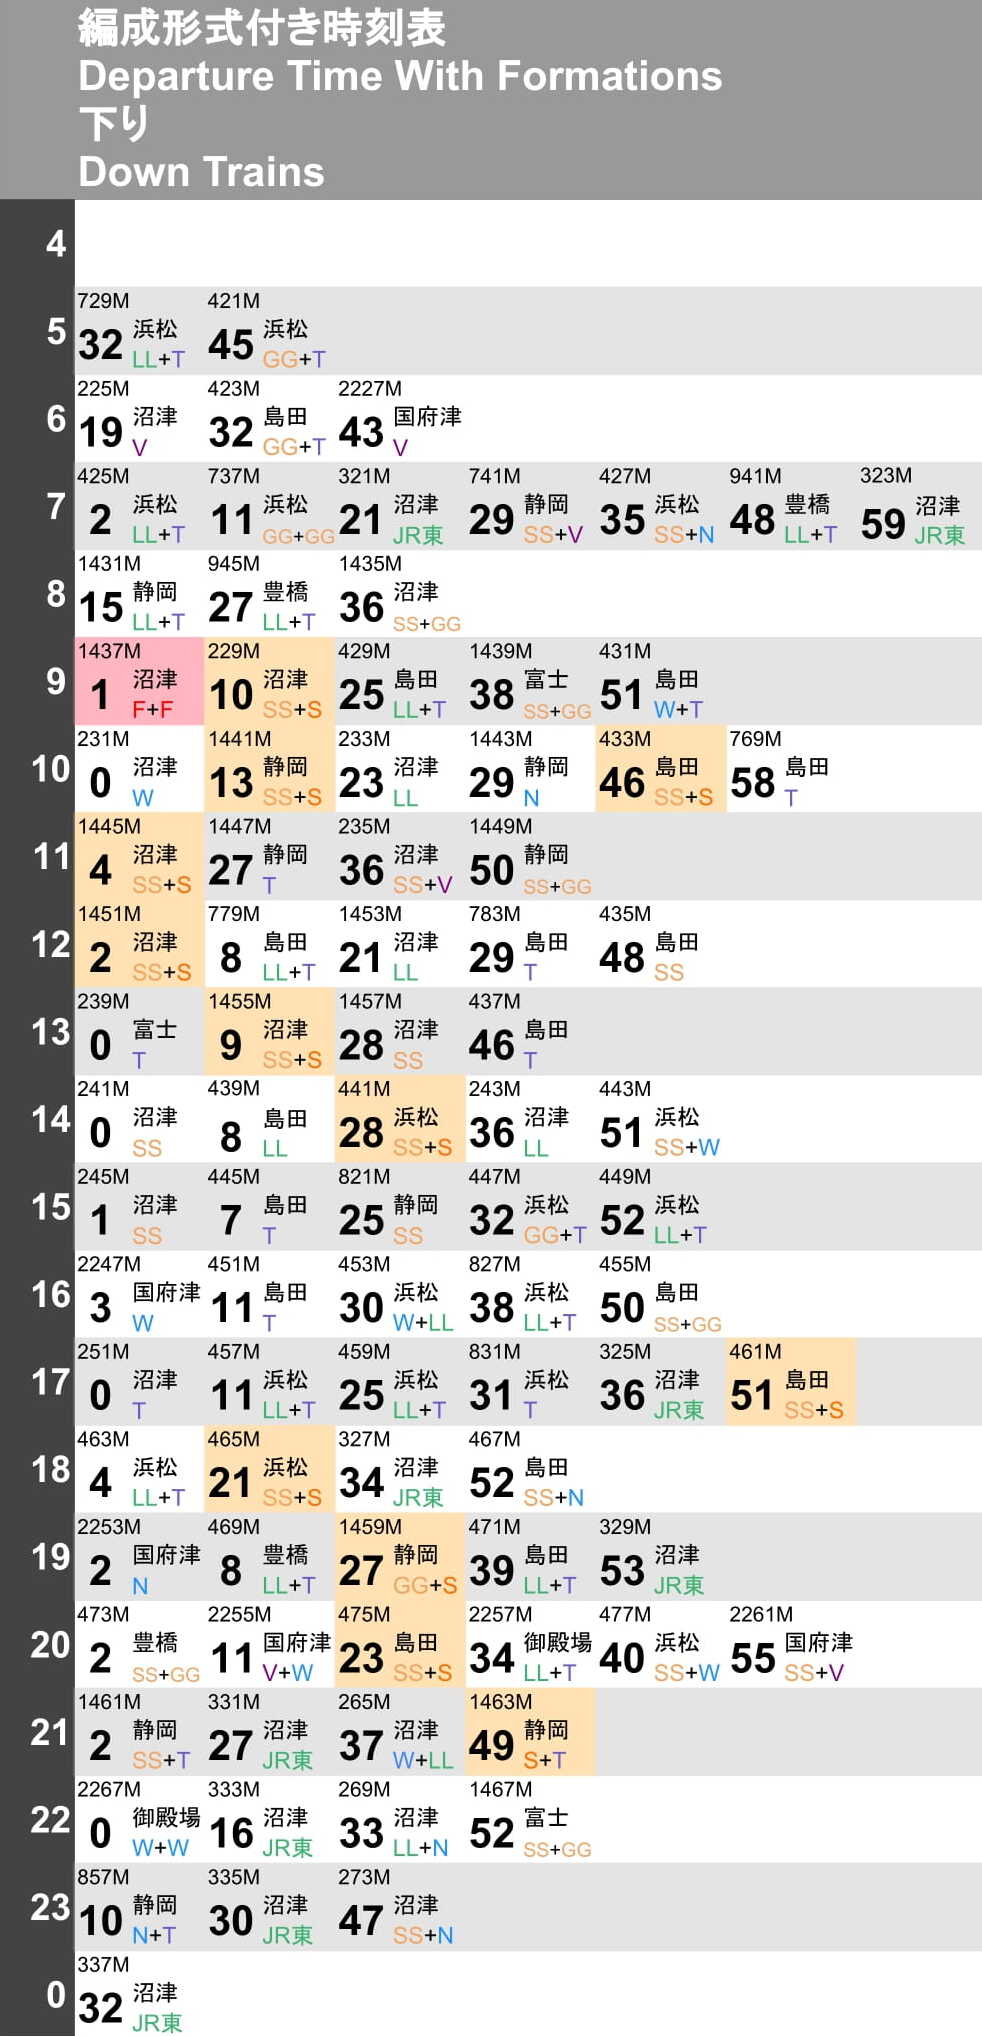 編成形式付き時刻表
Departure Time With Formations
下り
Down Trains
4
5
729M 421M
32 浜松 LL+T 45 浜松 GG+T
6
225M 423M 2227M
19 沼津 V 32 島田 GG+T 43 国府津 V
7
425M 737M 321M 741M 427M 941M 323M
2 浜松 LL+T 11 浜松 GG+GG 21 沼津 JR東 29 静岡 SS+V 35 浜松 SS+N 48 豊橋 LL+T 59 沼津 JR東
8
1431M 945M 1435M
15 静岡 LL+T 27 豊橋 LL+T 36 沼津 SS+GG
9
1437M 229M 429M 1439M 431M
1 沼津 F+F 10 沼津 SS+S 25 島田 LL+T 38 富士 SS+GG 51 島田 W+T
10
231M 1441M 233M 1443M 433M 769M
0 沼津 W 13 静岡 SS+S 23 沼津 LL 29 静岡 N 46 島田 SS+S 58 島田 T
11
1445M 1447M 235M 1449M
4 沼津 SS+S 27 静岡 T 36 沼津 SS+V 50 静岡 SS+GG
12
1451M 779M 1453M 783M 435M
2 沼津 SS+S 8 島田 LL+T 21 沼津 LL 29 島田 T 48 島田 SS
13
239M 1455M 1457M 437M
0 富士 T 9 沼津 SS+S 28 沼津 SS 46 島田 T
14
241M 439M 441M 243M 443M
0 沼津 SS 8 島田 LL 28 浜松 SS+S 36 沼津 LL 51 浜松 SS+W
15
245M 445M 821M 447M 449M
1 沼津 SS 7 島田 T 25 静岡 SS 32 浜松 GG+T 52 浜松 LL+T
16
2247M 451M 453M 827M 455M
3 国府津 W 11 島田 T 30 浜松 W+LL 38 浜松 LL+T 50 島田 SS+GG
17
251M 457M 459M 831M 325M 461M
0 沼津 T 11 浜松 LL+T 25 浜松 LL+T 31 浜松 T 36 沼津 JR東 51 島田 SS+S
18
463M 465M 327M 467M
4 浜松 LL+T 21 浜松 SS+S 34 沼津 JR東 52 島田 SS+N
19
2253M 469M 1459M 471M 329M
2 国府津 N 8 豊橋 LL+T 27 静岡 GG+S 39 島田 LL+T 53 沼津 JR東
20
473M 2255M 475M 2257M 477M 2261M
2 豊橋 SS+GG 11 国府津 V+W 23 島田 SS+S 34 御殿場 LL+T 40 浜松 SS+W 55 国府津 SS+V
21
1461M 331M 265M 1463M
2 静岡 SS+T 27 沼津 JR東 37 沼津 W+LL 49 静岡 S+T
22
2267M 333M 269M 1467M
0 御殿場 W+W 16 沼津 JR東 33 沼津 LL+N 52 富士 SS+GG
23
857M 335M 273M
10 静岡 N+T 30 沼津 JR東 47 沼津 SS+N
0
337M
32 沼津 JR東